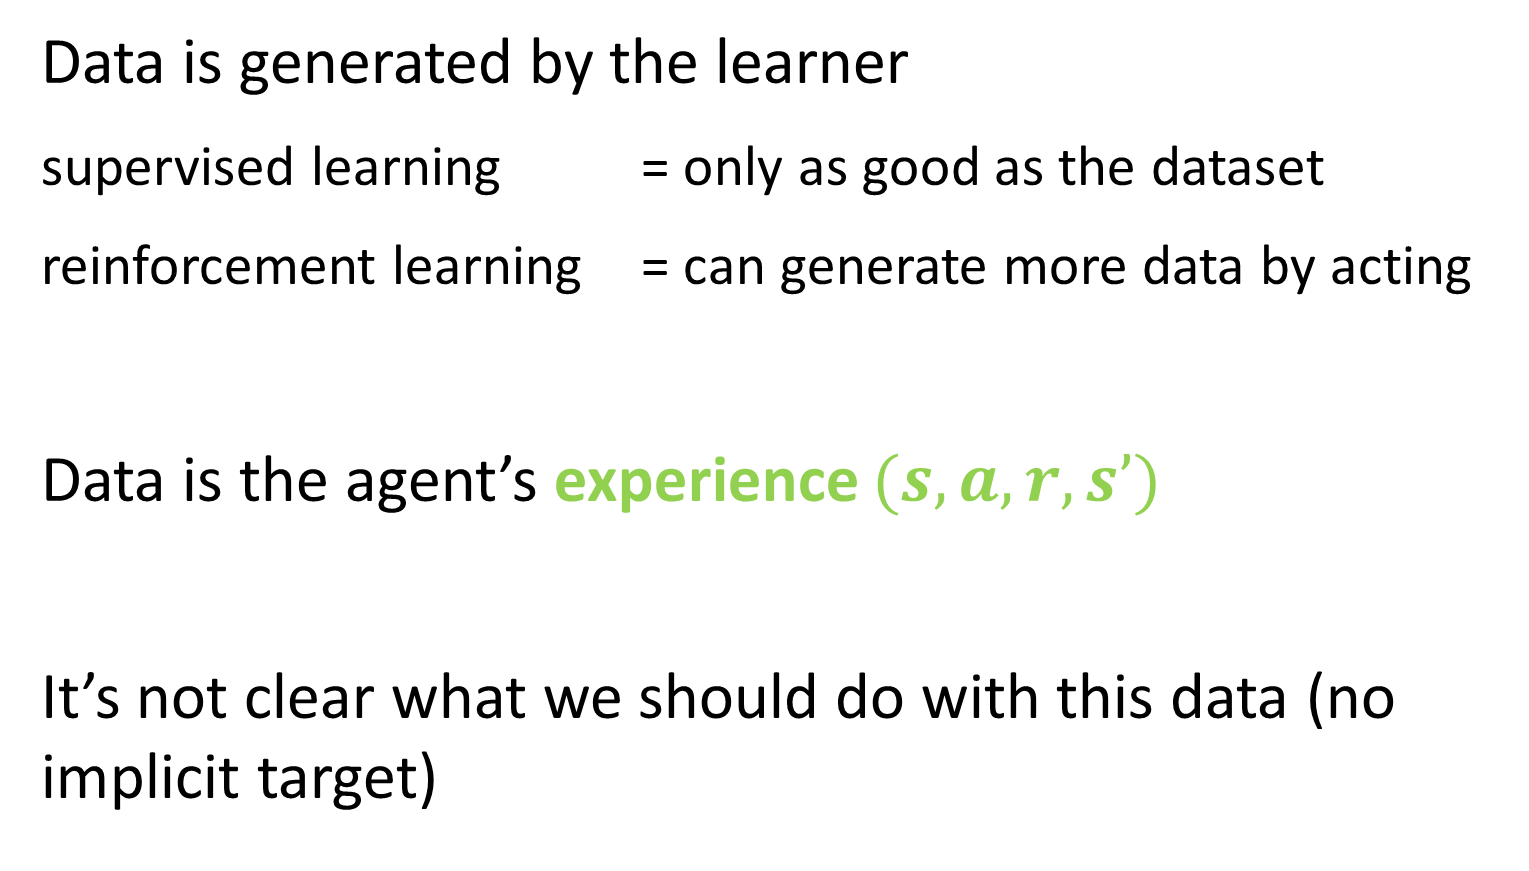 Data is generated by the learner
supervised learning = only as good as the dataset
reinforcement learning = can generate more data by acting
Data is the agent’s experience (s, a, r, s’)
It’s not clear what we should do with this data (no
implicit target)